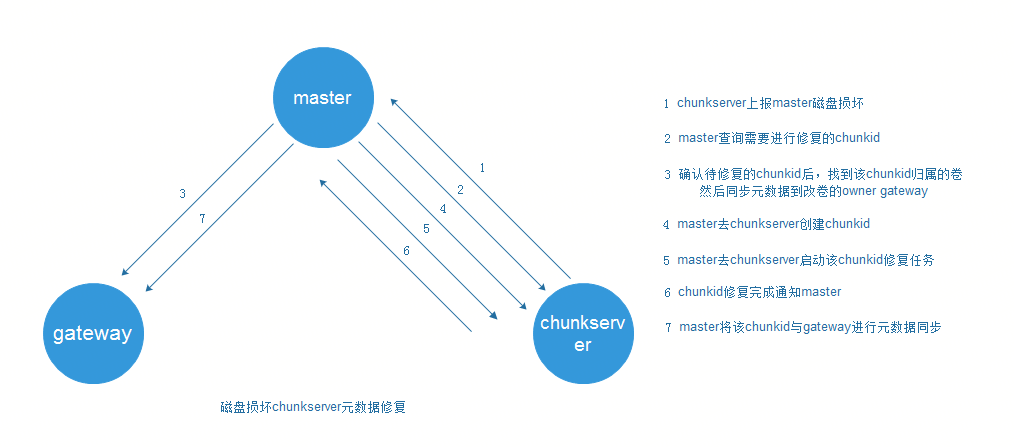 master
1 chunkserver上报master磁盘损坏
2 master查询需要进行修复的chunkid
3 确认待修复的chunkid后，找到该chunkid归属的卷
然后同步元数据到改卷的owner gateway
4 master去chunkserver创建chunkid
5 master去chunkserver启动该chunkid修复任务
6 chunkid修复完成通知master
7 master将该chunkid与gateway进行元数据同步
1
3
2
4
7
5
6
gateway
chunkserv
er
磁盘损坏chunkserver元数据修复